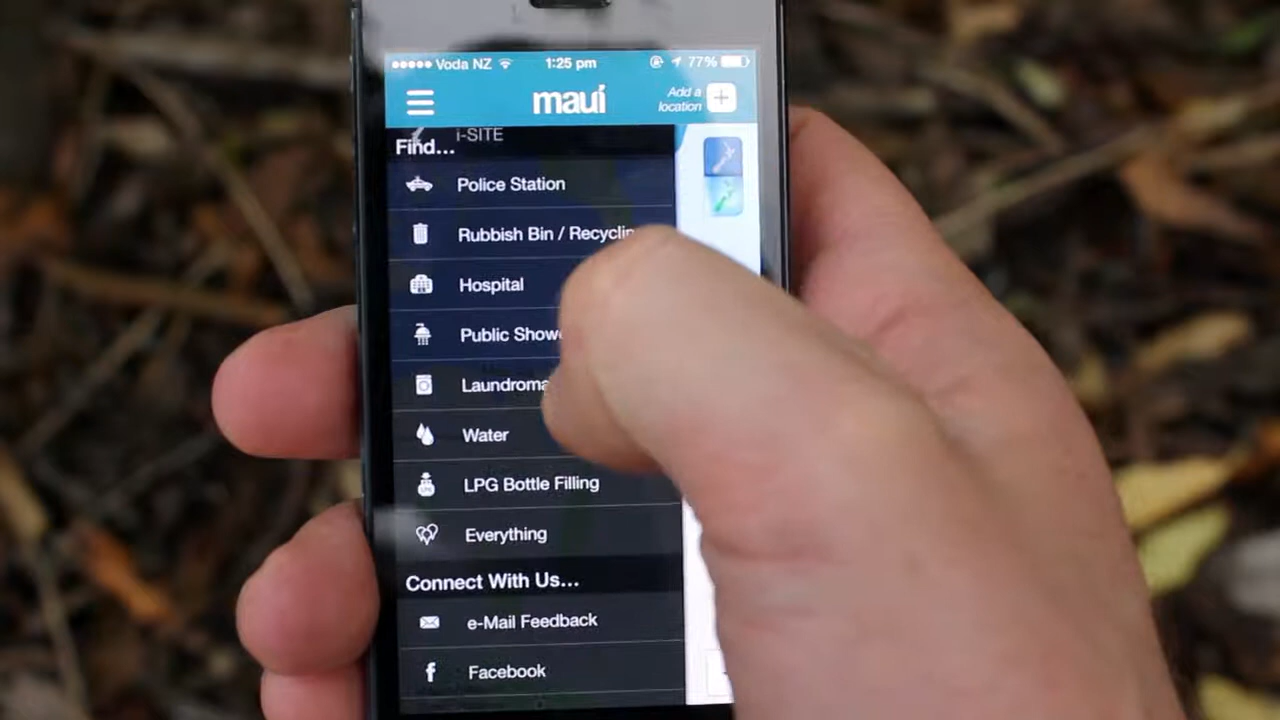 Voda NZ 1:25 pm 77%
maui
Add a
location
i-SITE
Find...
Police Station
Rubbish Bin / Recyclin
Hospital
Public Showe
Laundroma
Water
LPG Bottle Filling
Everything
Connect With Us...
e-Mail Feedback
Facebook